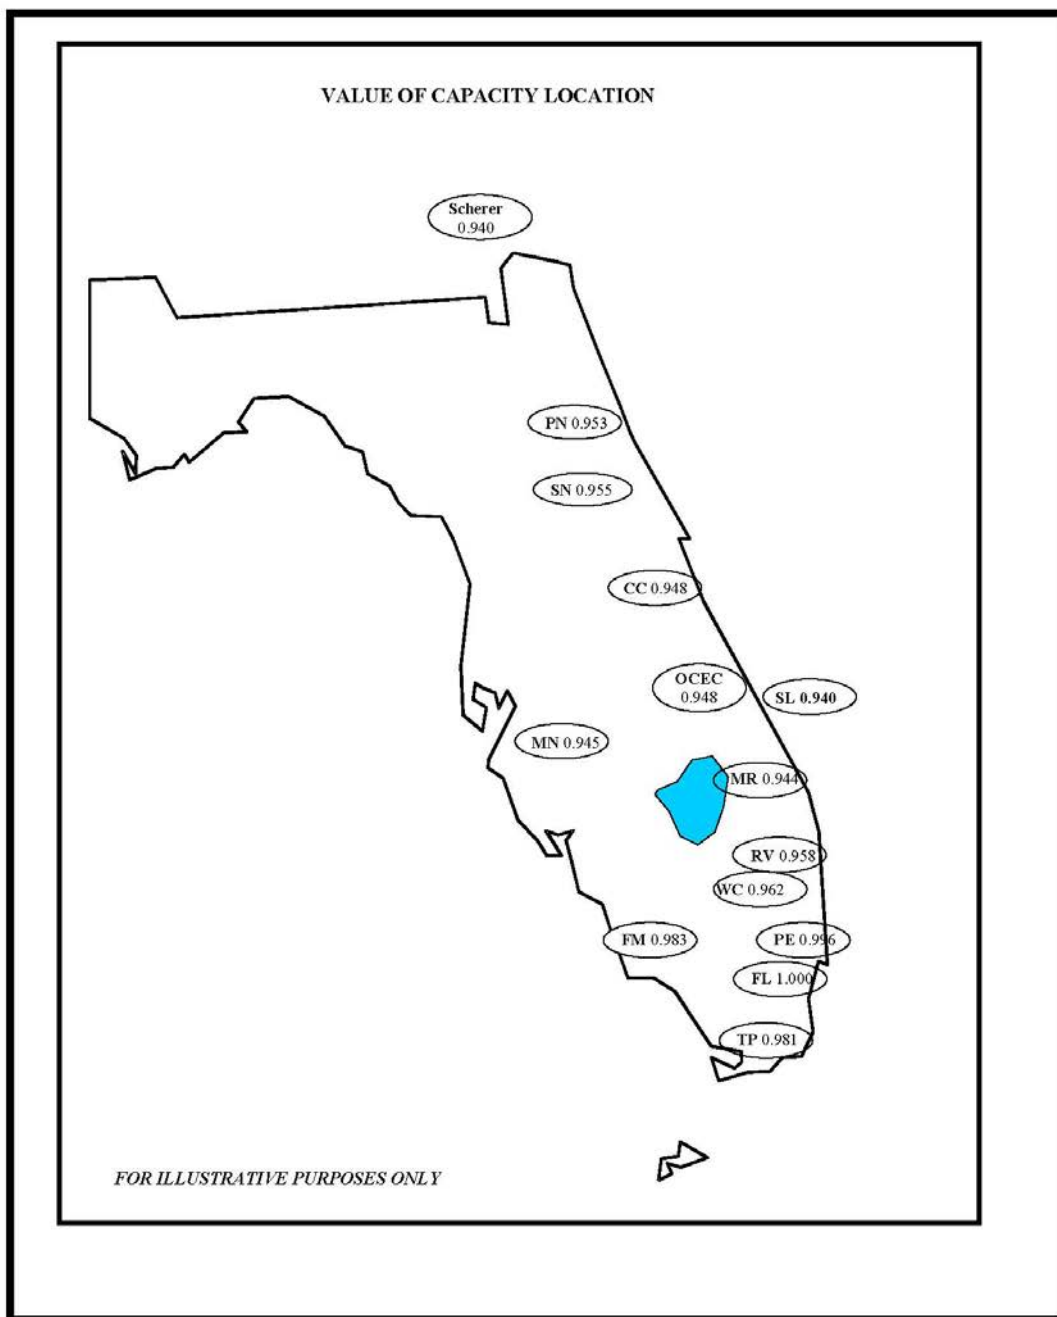 VALUE OF CAPACITY LOCATION
Scherer
0.940
PN 0.953
SN 0.955
CC 0.948
OCEC
0.948
SL 0.940
MN 0.945
MR 0.944
RV 0.958
WC 0.962
FM 0.983
PE 0.996
FL 1.000
TP 0.981
FOR ILLUSTRATIVE PURPOSES ONLY